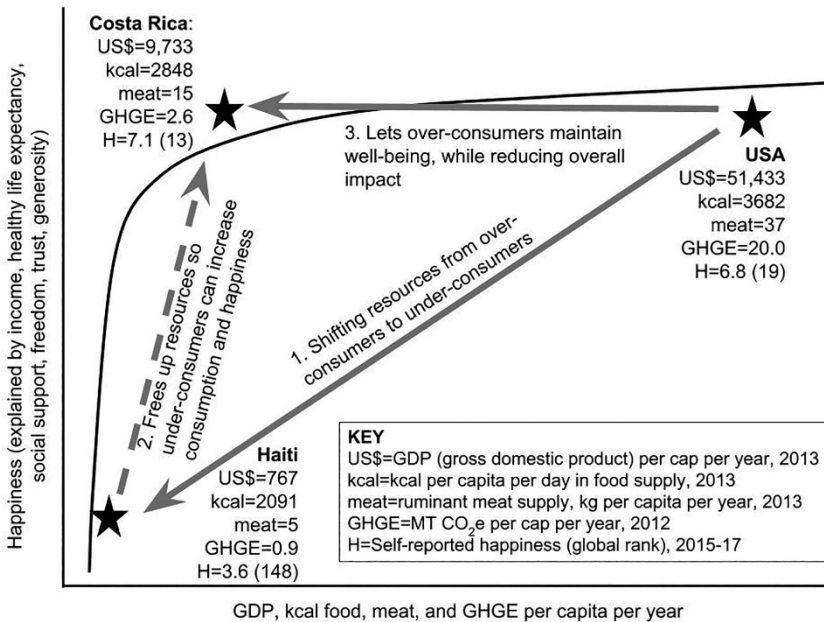 Costa Rica:
US$=9,733
kcal=2848
meat=15
GHGE=2.6
H=7.1 (13)
3. Lets over-consumers maintain
well-being, while reducing overall
impact
USA
US$=51,433
kcal=3682
meat=37
GHGE=20.0
H=6.8 (19)
1. Shifting resources from over-
consumers to under-consumers
2. Frees up resources so
under-consumers can increase
consumption and happiness
Haiti
US$=767
kcal=2091
meat=5
GHGE=0.9
H=3.6 (148)
KEY
US$=GDP (gross domestic product) per cap per year, 2013
kcal=kcal per capita per day in food supply, 2013
meat=ruminant meat supply, kg per capita per year, 2013
GHGE=MT CO₂e per cap per year, 2012
H=Self-reported happiness (global rank), 2015-17
Happiness (explained by income, healthy life expectancy,
social support, freedom, trust, generosity)
GDP, kcal food, meat, and GHGE per capita per year